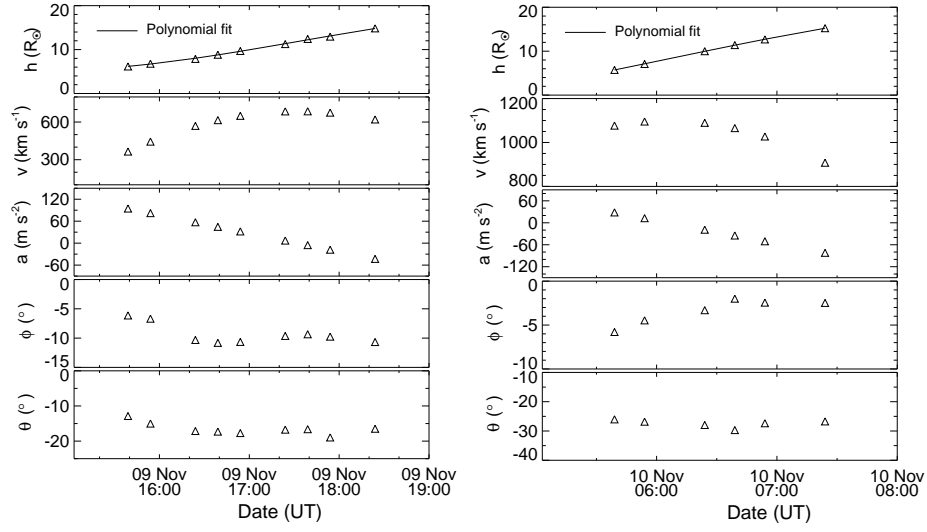 h (R☉)
20
10
0
Polynomial fit
v (km s⁻¹)
600
300
a (m s⁻²)
120
60
0
-60
ϕ (°)
0
-5
-10
-15
θ (°)
0
-10
-20
09 Nov 16:00
09 Nov 17:00
09 Nov 18:00
09 Nov 19:00
Date (UT)
h (R☉)
20
10
0
Polynomial fit
v (km s⁻¹)
1200
1000
800
a (m s⁻²)
60
0
-60
-120
ϕ (°)
0
-5
-10
θ (°)
-10
-20
-30
-40
10 Nov 06:00
10 Nov 07:00
10 Nov 08:00
Date (UT)